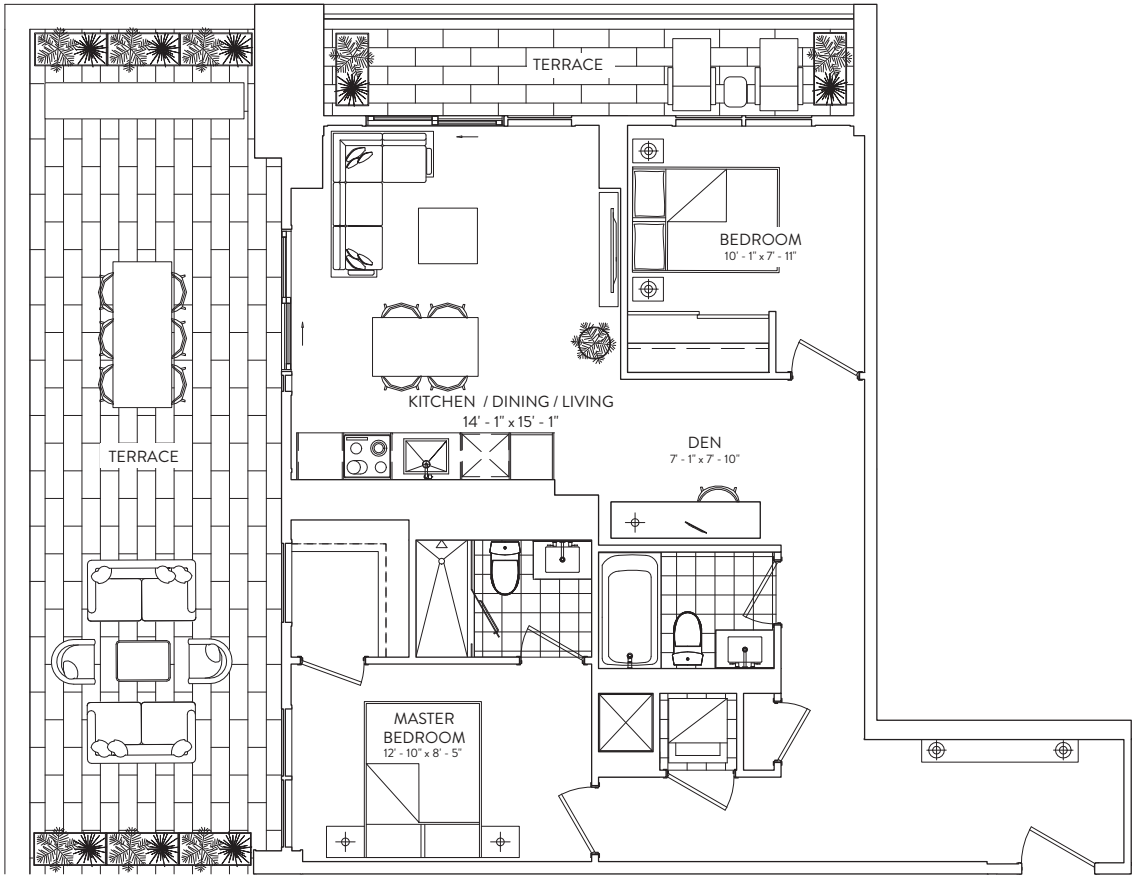 TERRACE
BEDROOM
10' - 1" x 7' - 11"
KITCHEN / DINING / LIVING
14' - 1" x 15' - 1"
DEN
7' - 1" x 7' - 10"
TERRACE
MASTER
BEDROOM
12' - 10" x 8' - 5"